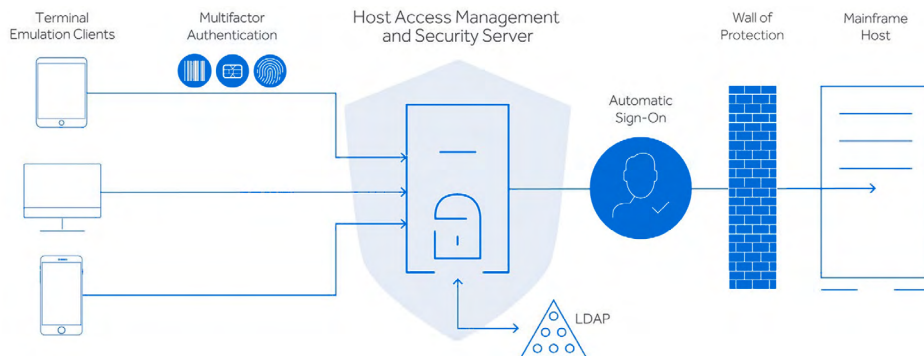 Terminal
Emulation Clients
Multifactor
Authentication
Host Access Management
and Security Server
Automatic
Sign-On
Wall of
Protection
Mainframe
Host
LDAP